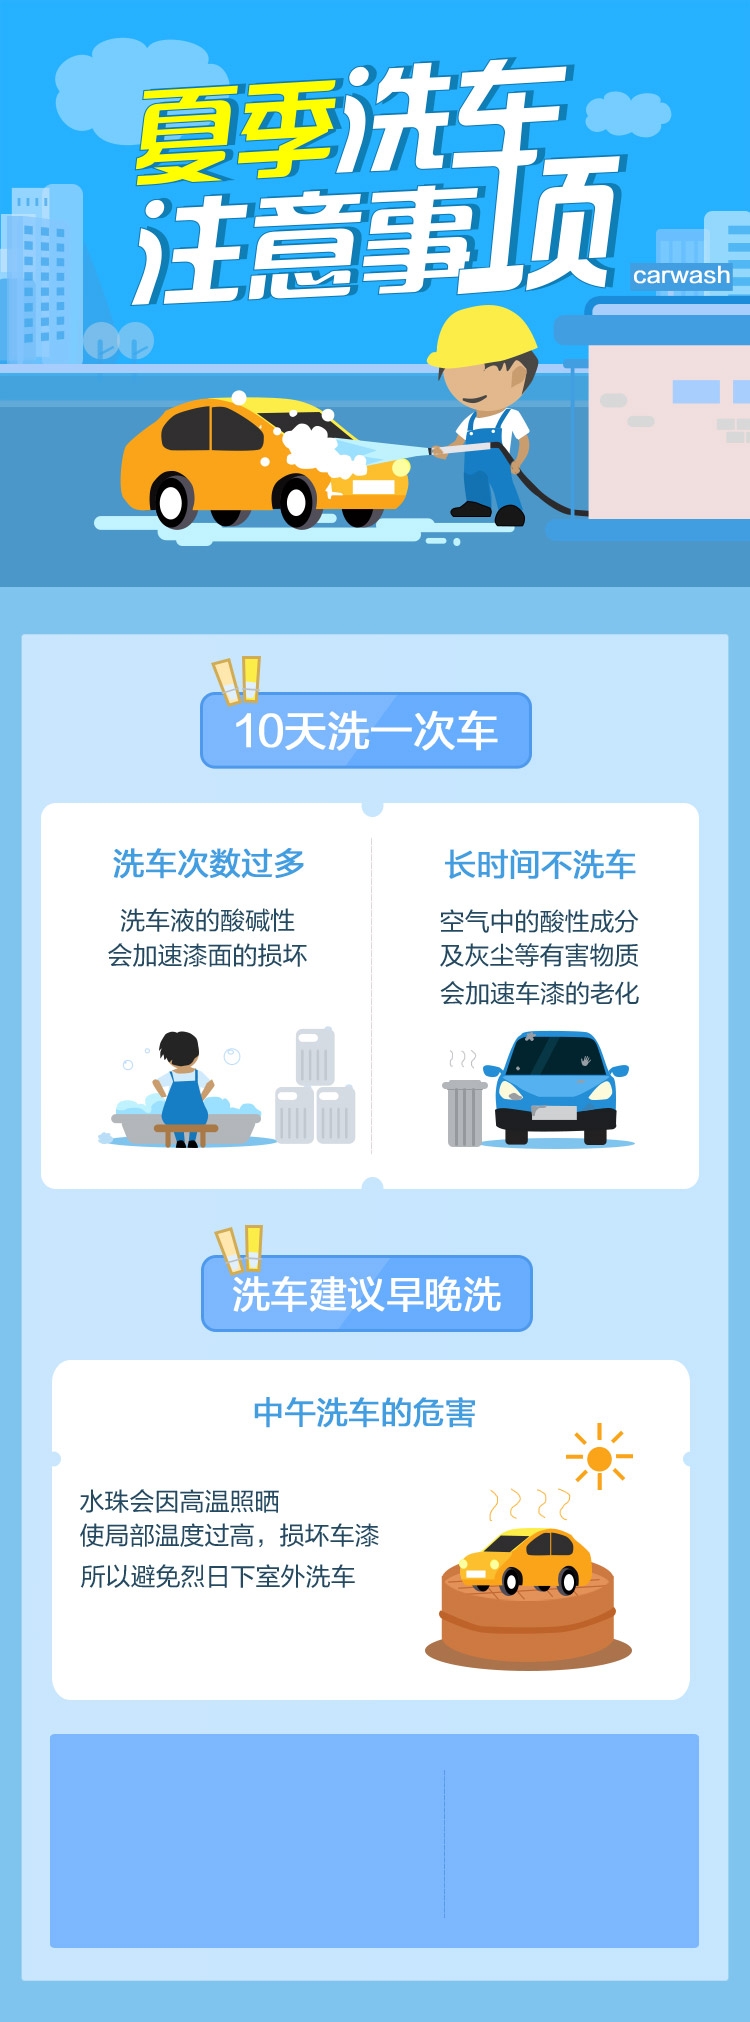 夏季洗车
注意事项
carwash
10天洗一次车
洗车次数过多
洗车液的酸碱性
会加速漆面的损坏
长时间不洗车
空气中的酸性成分
及灰尘等有害物质
会加速车漆的老化
洗车建议早晚洗
中午洗车的危害
水珠会因高温照晒
使局部温度过高，损坏车漆
所以避免烈日下室外洗车